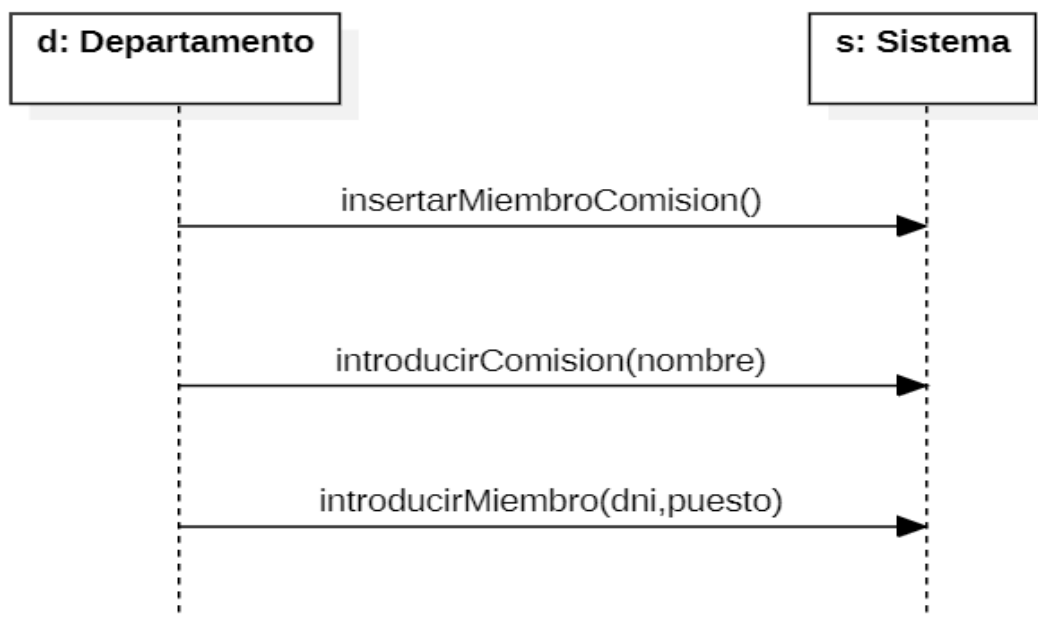 d: Departamento
s: Sistema
insertarMiembroComision()
introducirComision(nombre)
introducirMiembro(dni,puesto)